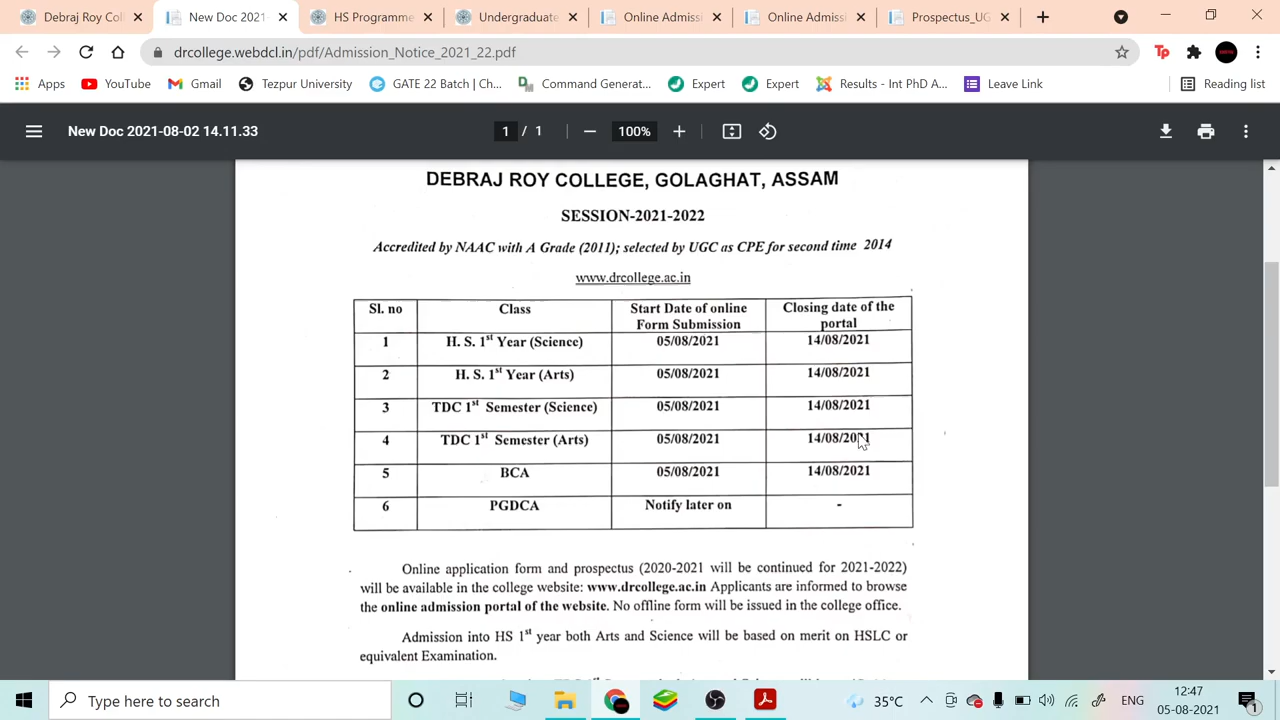 Debraj Roy Col
New Doc 2021-
HS Programme
Undergraduate
Online Admissi
Online Admiss
Prospectus_UG
drcollege.webdcl.in/pdf/Admission_Notice_2021_22.pdf
Apps
YouTube
Gmail
Tezpur University
GATE 22 Batch | Ch...
Command Generat...
Expert
Expert
Results - Int PhD A...
Leave Link
Reading list
New Doc 2021-08-02 14.11.33
1 / 1
100%
DEBRAJ ROY COLLEGE, GOLAGHAT, ASSAM
SESSION-2021-2022
Accredited by NAAC with A Grade (2011); selected by UGC as CPE for second time 2014
www.drcollege.ac.in
Sl. no Class Start Date of online Form Submission Closing date of the portal
1 H. S. 1st Year (Science) 05/08/2021 14/08/2021
2 H. S. 1st Year (Arts) 05/08/2021 14/08/2021
3 TDC 1st Semester (Science) 05/08/2021 14/08/2021
4 TDC 1st Semester (Arts) 05/08/2021 14/08/2021
5 BCA 05/08/2021 14/08/2021
6 PGDCA Notify later on -
Online application form and prospectus (2020-2021 will be continued for 2021-2022)
will be available in the college website: www.drcollege.ac.in Applicants are informed to browse
the online admission portal of the website. No offline form will be issued in the college office.
Admission into HS 1st year both Arts and Science will be based on merit on HSLC or
equivalent Examination.
Type here to search
35°C
ENG
12:47
05-08-2021
1